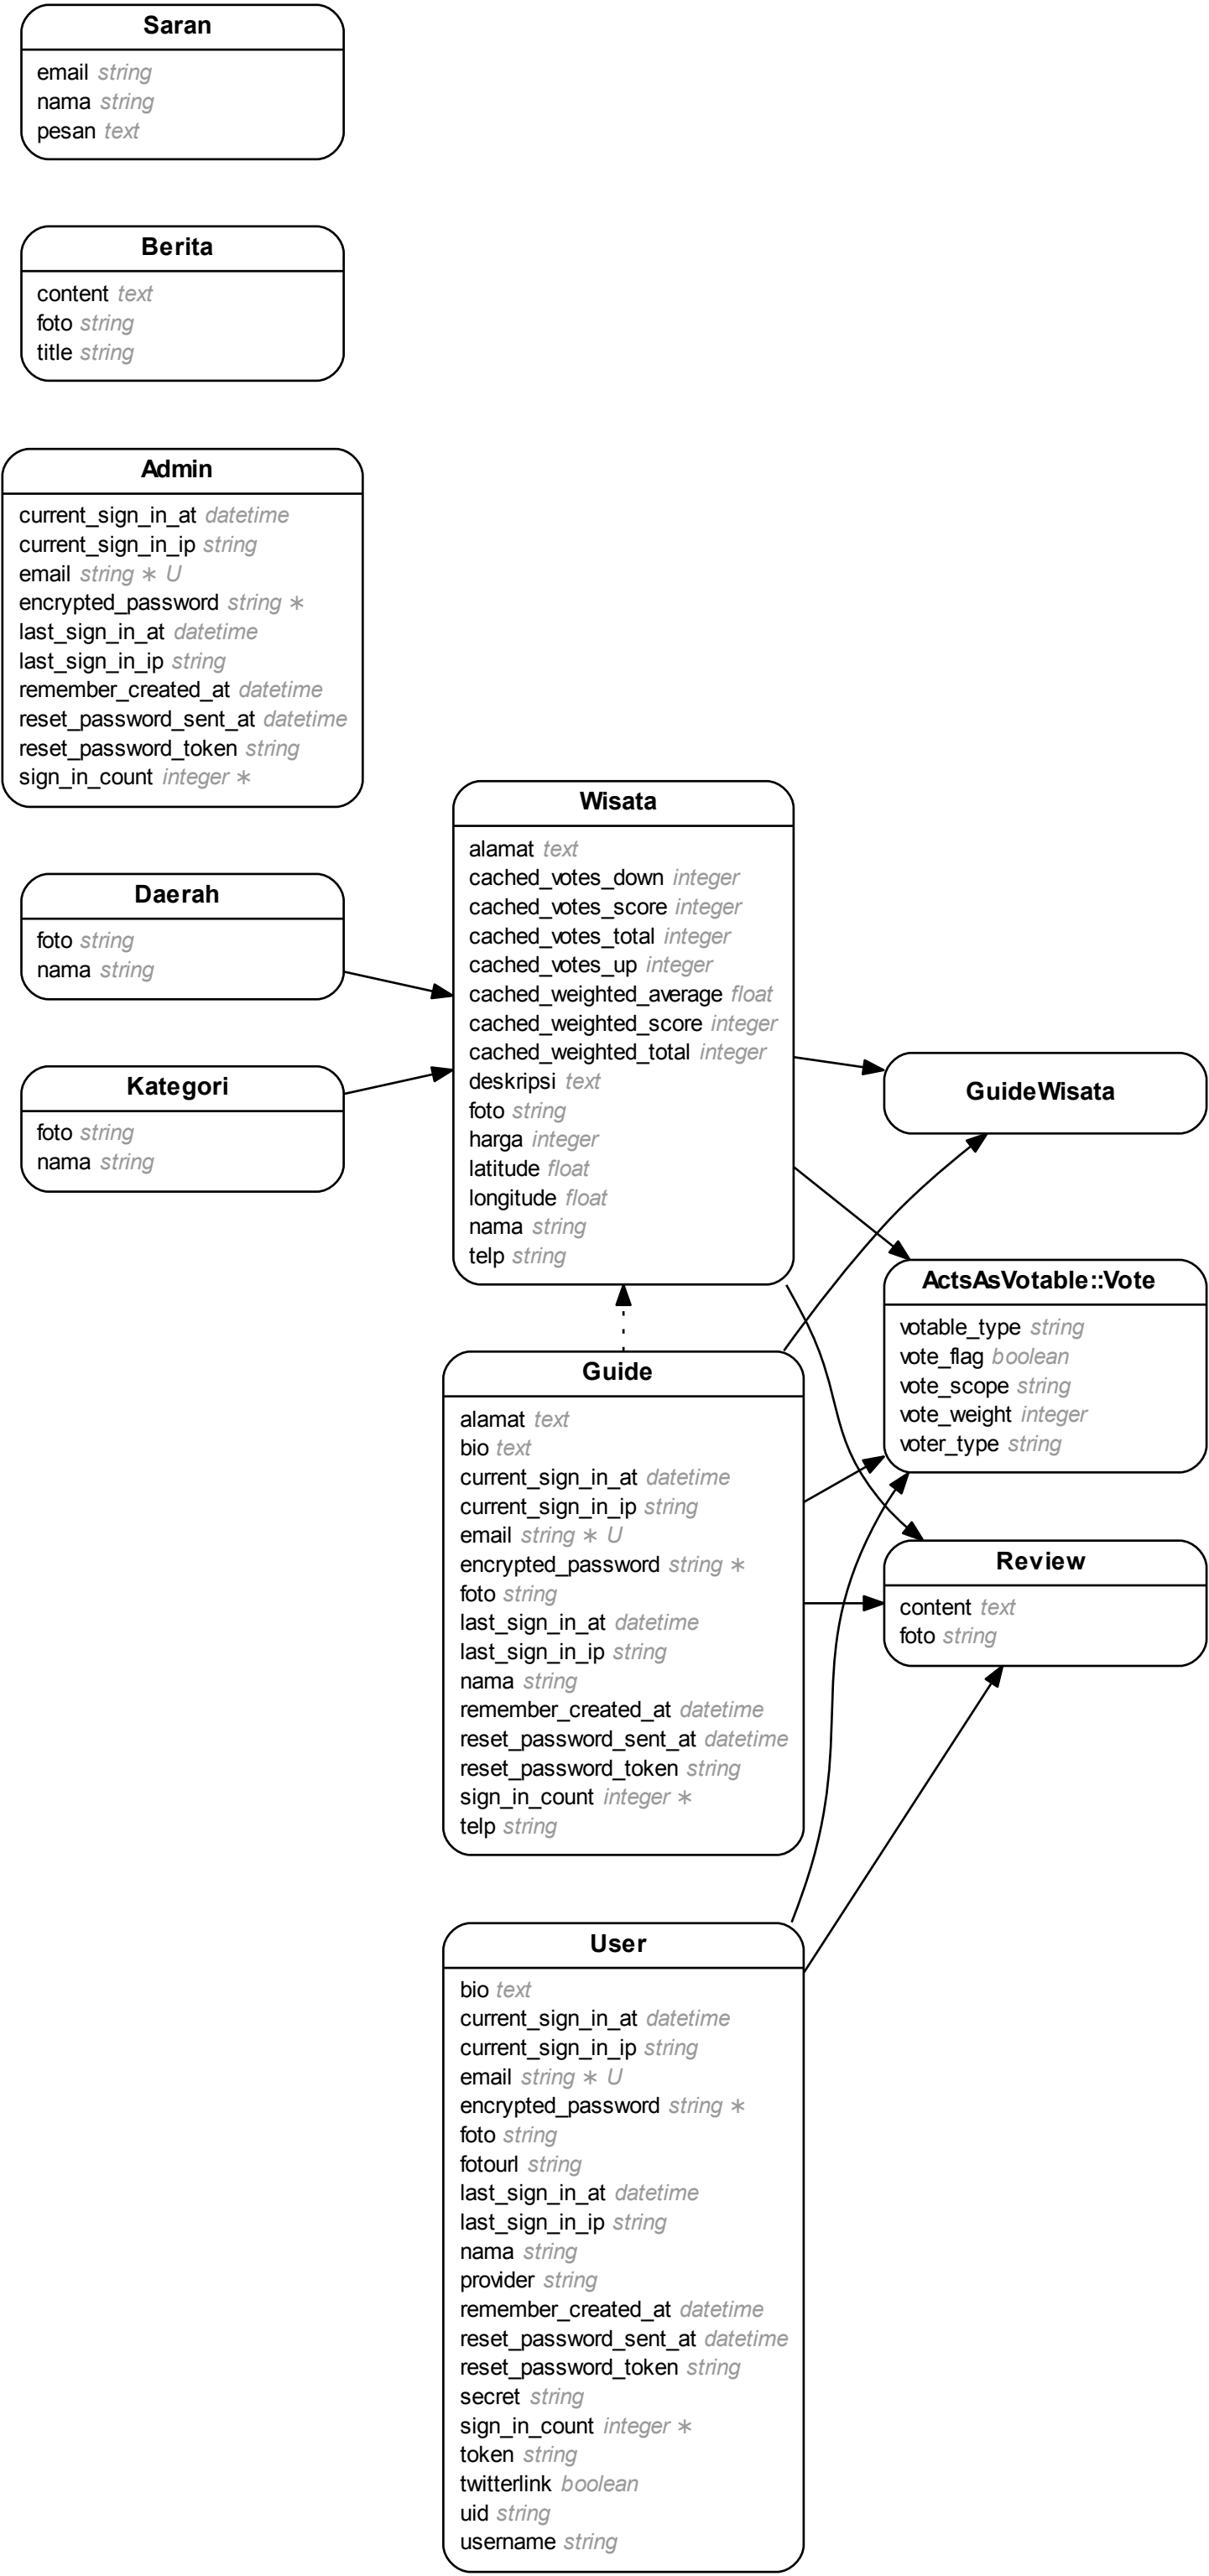 Saran
email string
nama string
pesan text
Berita
content text
foto string
title string
Admin
current_sign_in_at datetime
current_sign_in_ip string
email string ∗ U
encrypted_password string ∗
last_sign_in_at datetime
last_sign_in_ip string
remember_created_at datetime
reset_password_sent_at datetime
reset_password_token string
sign_in_count integer ∗
Daerah
foto string
nama string
Kategori
foto string
nama string
Wisata
alamat text
cached_votes_down integer
cached_votes_score integer
cached_votes_total integer
cached_votes_up integer
cached_weighted_average float
cached_weighted_score integer
cached_weighted_total integer
deskripsi text
foto string
harga integer
latitude float
longitude float
nama string
telp string
Guide
alamat text
bio text
current_sign_in_at datetime
current_sign_in_ip string
email string ∗ U
encrypted_password string ∗
foto string
last_sign_in_at datetime
last_sign_in_ip string
nama string
remember_created_at datetime
reset_password_sent_at datetime
reset_password_token string
sign_in_count integer ∗
telp string
User
bio text
current_sign_in_at datetime
current_sign_in_ip string
email string ∗ U
encrypted_password string ∗
foto string
fotourl string
last_sign_in_at datetime
last_sign_in_ip string
nama string
provider string
remember_created_at datetime
reset_password_sent_at datetime
reset_password_token string
secret string
sign_in_count integer ∗
token string
twitterlink boolean
uid string
username string
GuideWisata
ActsAsVotable::Vote
votable_type string
vote_flag boolean
vote_scope string
vote_weight integer
voter_type string
Review
content text
foto string